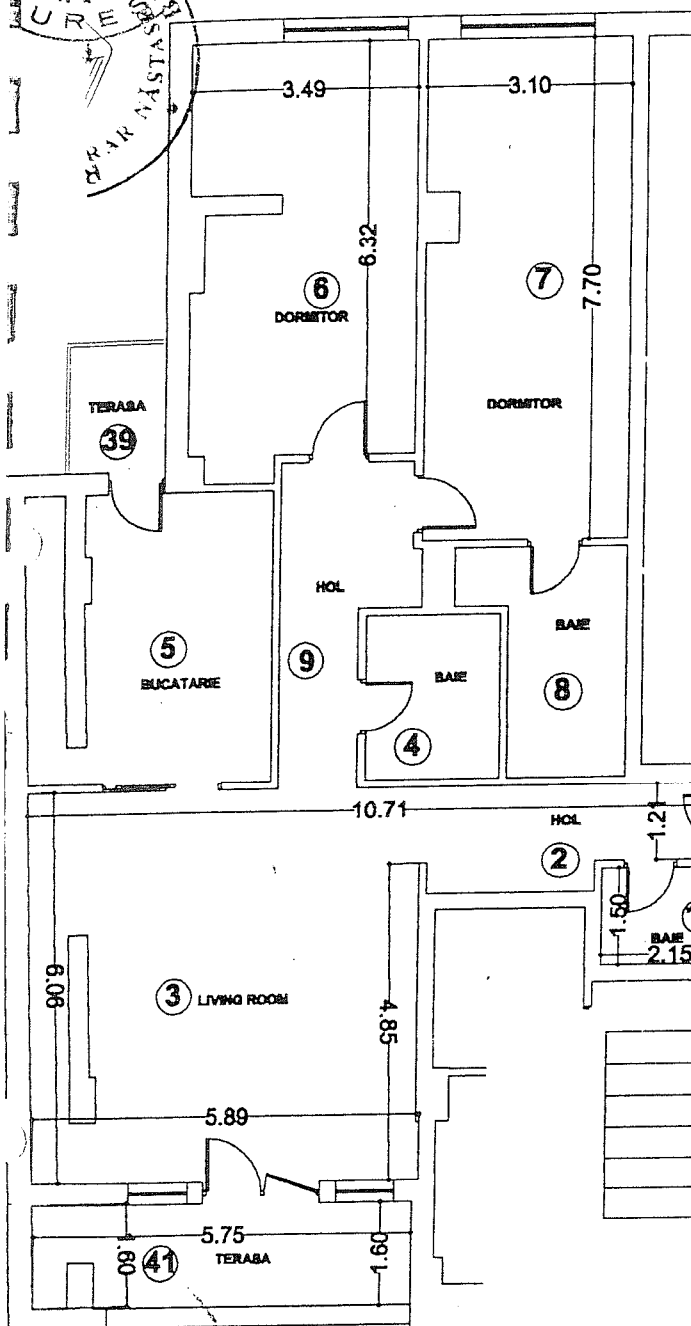 U R E
AR NĂSTAS
3.49
3.10
6.32
7.70
6
DORMITOR
7
DORMITOR
TERASA
39
HOL
9
5
BUCATARIE
BAIE
4
BAIE
8
10.71
HOL
2
1.21
1.50
BAIE
2.15
6.06
3 LIVING ROOM
4.85
5.89
5.75
.60
41
TERASA
1.60